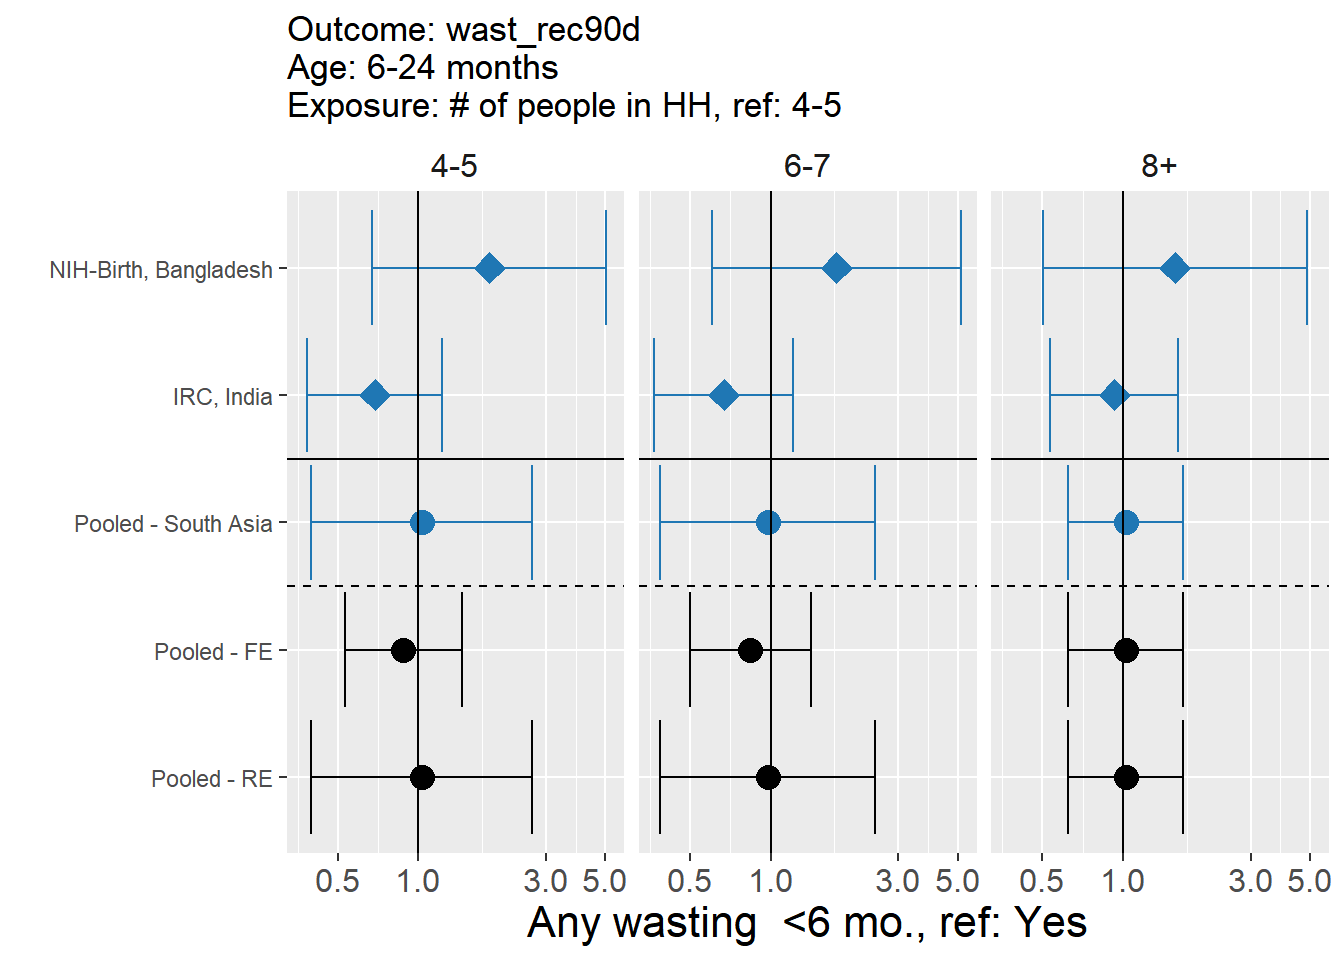 Outcome: wast_rec90d
Age: 6-24 months
Exposure: # of people in HH, ref: 4-5
4-5 6-7 8+
NIH-Birth, Bangladesh
IRC, India
Pooled - South Asia
Pooled - FE
Pooled - RE
0.5 1.0 3.0 5.0 0.5 1.0 3.0 5.0 0.5 1.0 3.0 5.0
Any wasting  <6 mo., ref: Yes